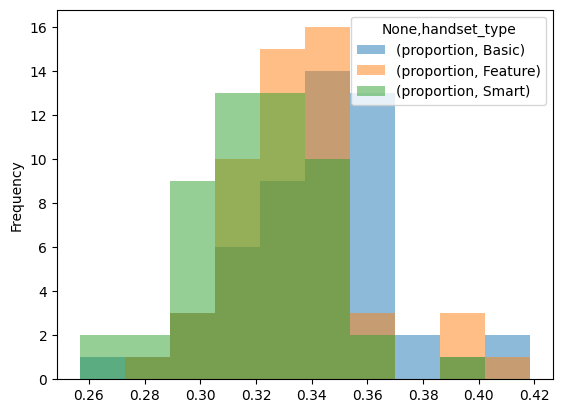 None,handset_type
(proportion, Basic)
(proportion, Feature)
(proportion, Smart)
Frequency
16
14
12
10
8
6
4
2
0
0.26 0.28 0.30 0.32 0.34 0.36 0.38 0.40 0.42